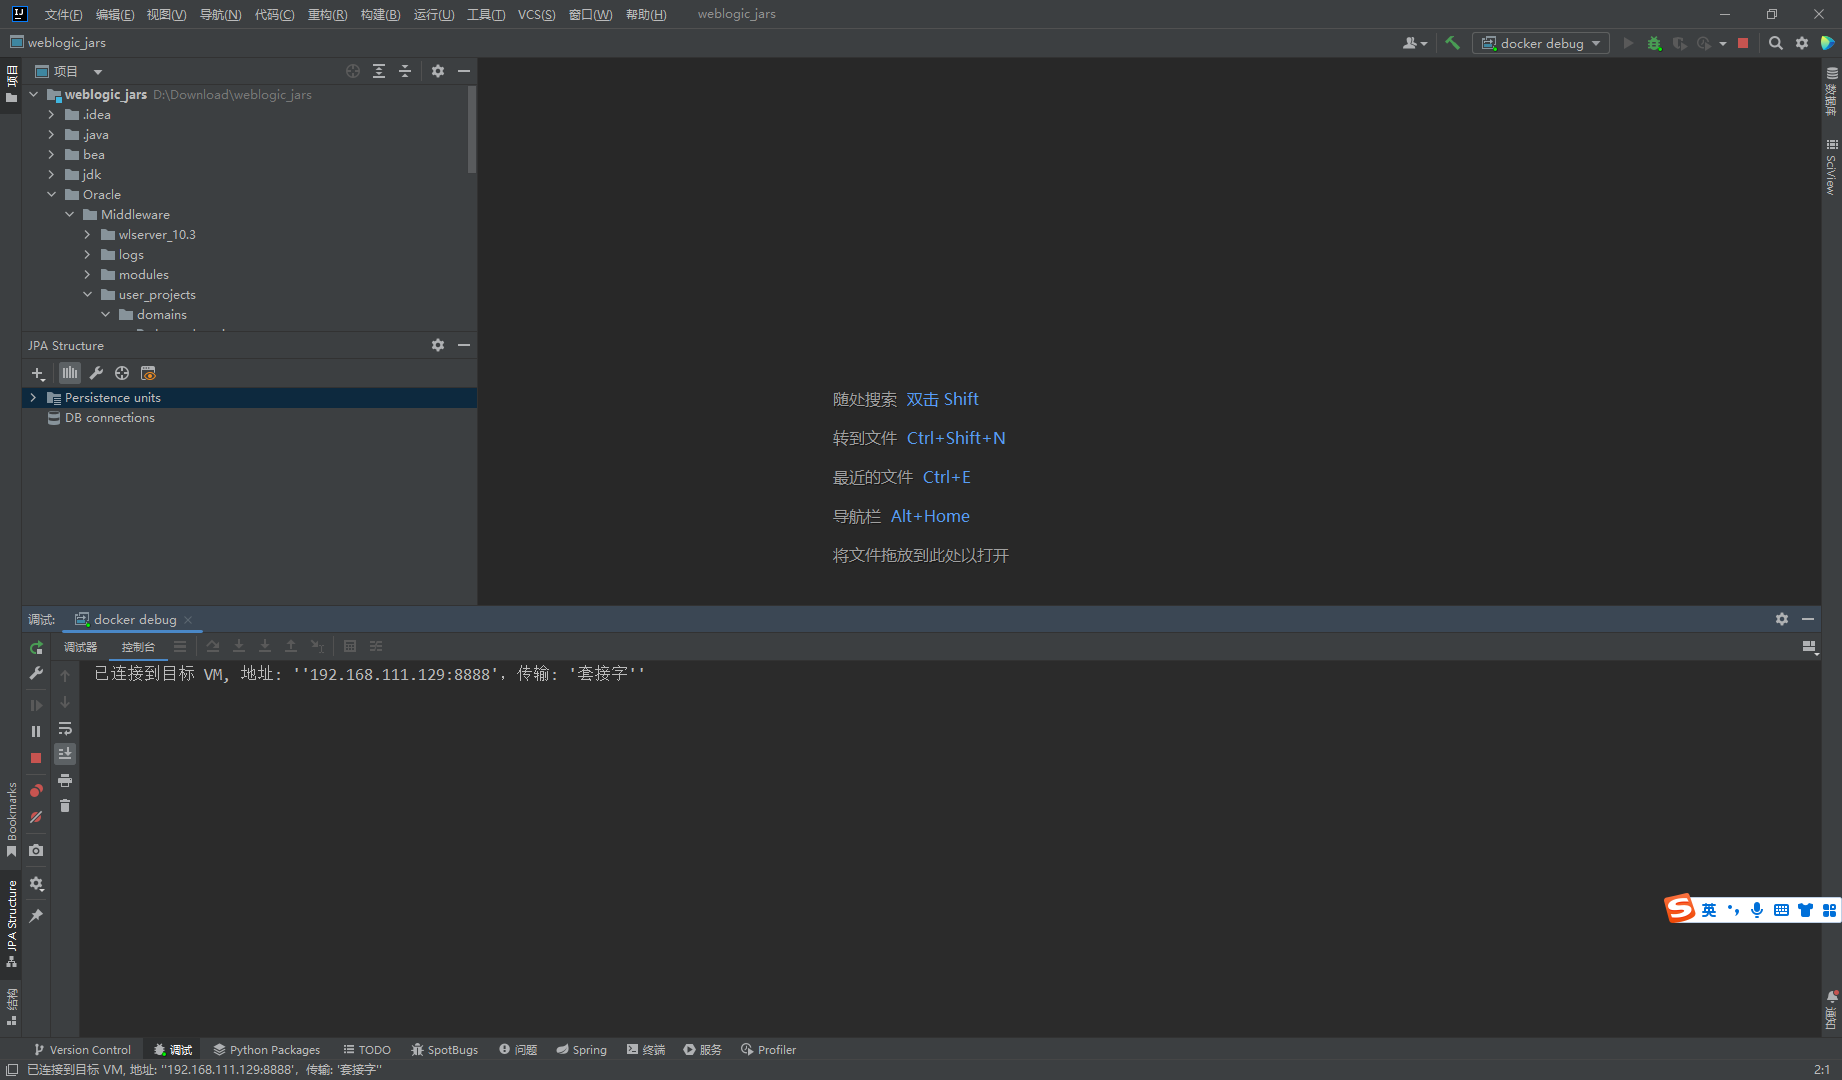 文件(F) 编辑(E) 视图(V) 导航(N) 代码(C) 重构(R) 构建(B) 运行(U) 工具(T) VCS(S) 窗口(W) 帮助(H) weblogic_jars
weblogic_jars
docker debug
项目
weblogic_jars D:\Download\weblogic_jars
.idea
.java
bea
jdk
Oracle
Middleware
wlserver_10.3
logs
modules
user_projects
domains
JPA Structure
Persistence units
DB connections
随处搜索 双击 Shift
转到文件 Ctrl+Shift+N
最近的文件 Ctrl+E
导航栏 Alt+Home
将文件拖放到此处以打开
调试: docker debug
调试器 控制台
已连接到目标 VM, 地址: ''192.168.111.129:8888', 传输: '套接字''
项目
Bookmarks
JPA Structure
结构
数据库
SciView
通知
英
Version Control 调试 Python Packages TODO SpotBugs 问题 Spring 终端 服务 Profiler
已连接到目标 VM, 地址: ''192.168.111.129:8888', 传输: '套接字'' 2:1